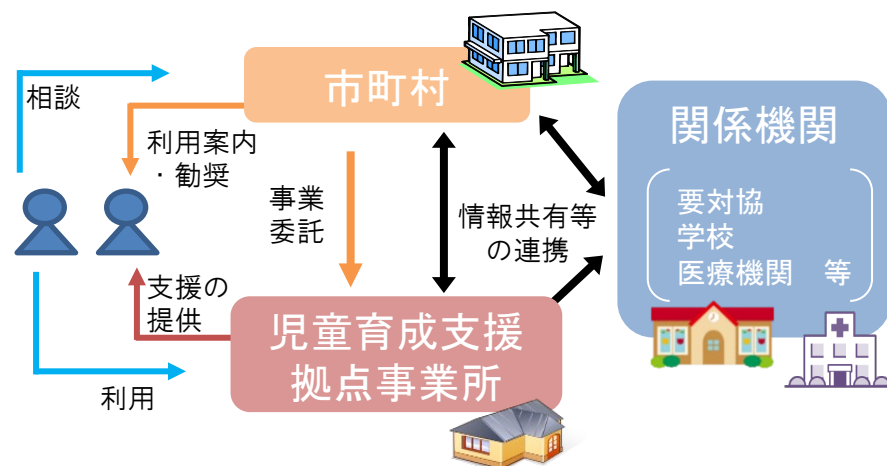 相談
市町村
利用案内
・勧奨
事業
委託
情報共有等
の連携
関係機関
要対協
学校
医療機関　等
支援の
提供
児童育成支援
拠点事業所
利用